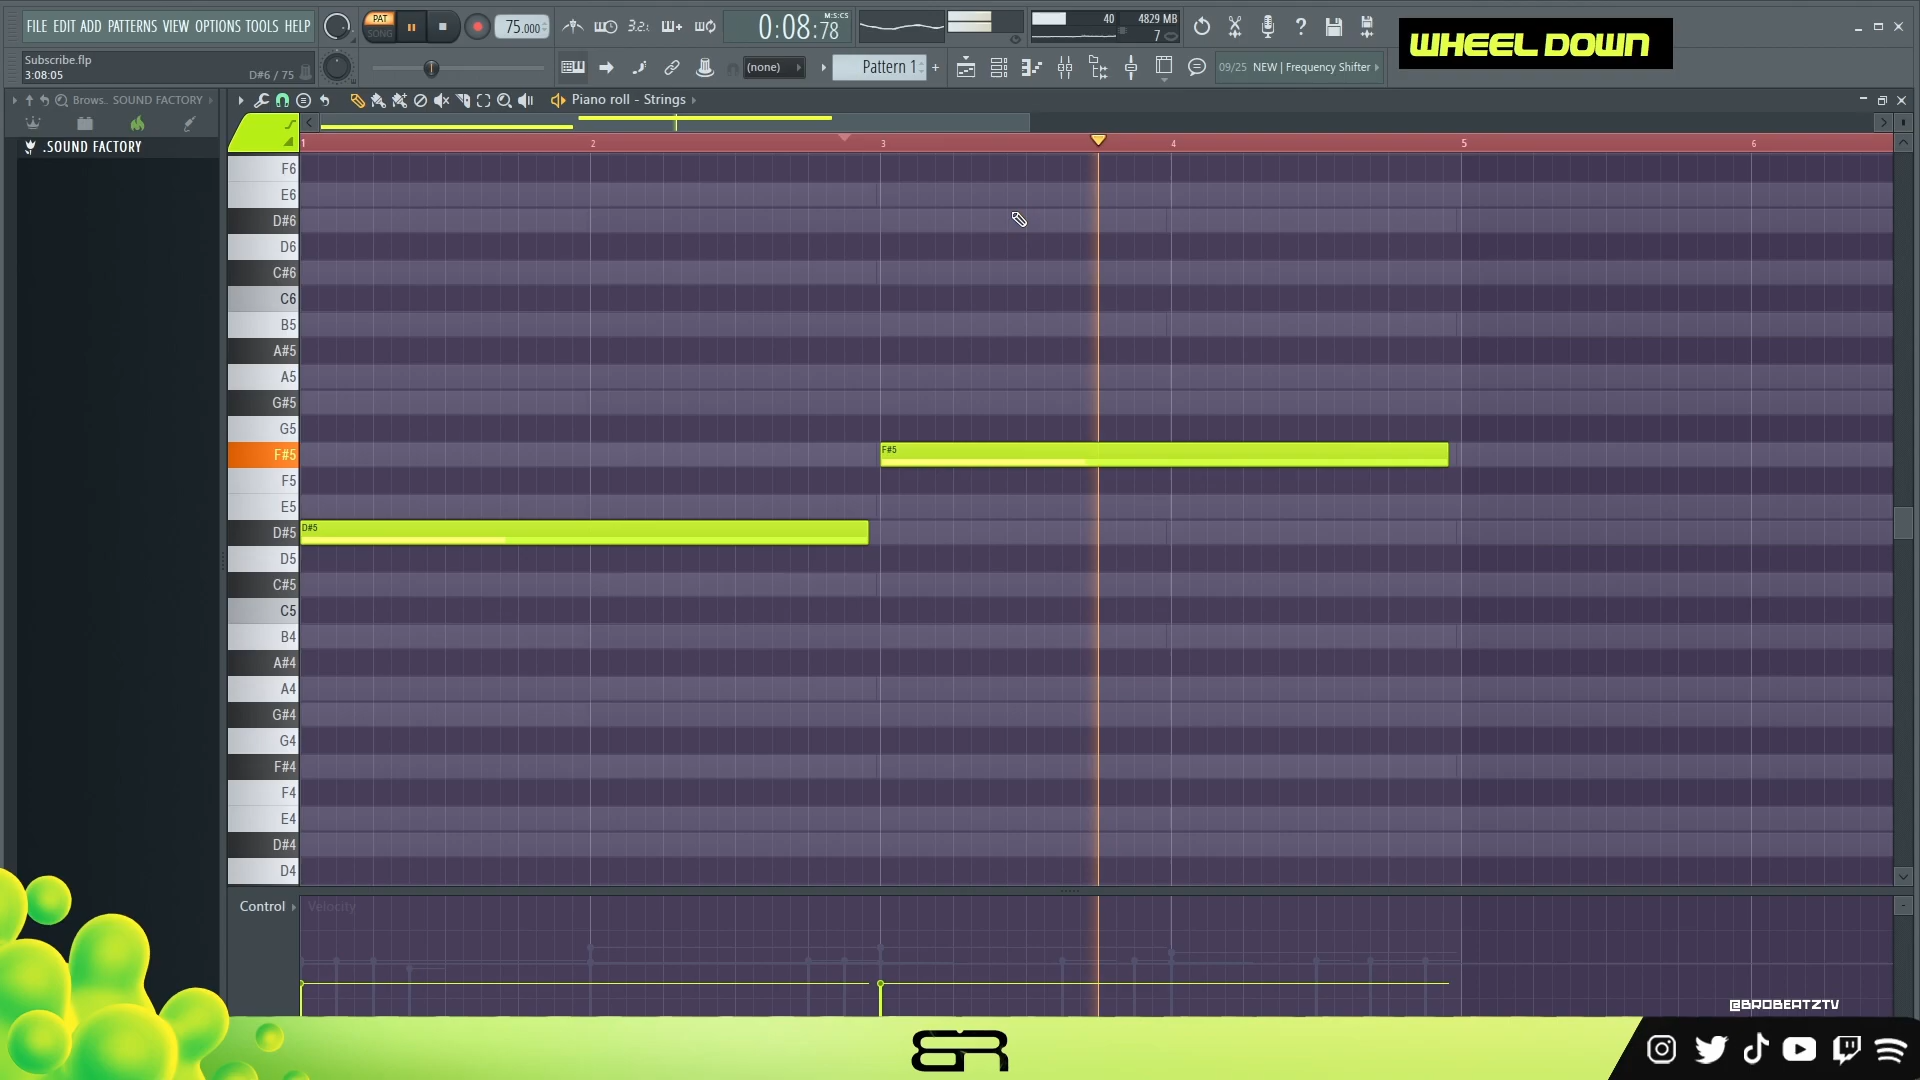 FILE EDIT ADD PATTERNS VIEW OPTIONS TOOLS HELP
PAT
SONG
75.000
3.2.
0:08:78
M:S:CS
40
4829 MB
7
WHEEL DOWN
Subscribe.flp
3:08:05
D#6 / 75
(none)
Pattern 1
+
09/25 NEW | Frequency Shifter
Brows.. SOUND FACTORY
Piano roll - Strings
.SOUND FACTORY
1
2
3
4
5
6
F6
E6
D#6
D6
C#6
C6
B5
A#5
A5
G#5
G5
F#5
F#5
F5
E5
D#5
D#5
D5
C#5
C5
B4
A#4
A4
G#4
G4
F#4
F4
E4
D#4
D4
Control
Velocity
@BROBEATZTV
BR